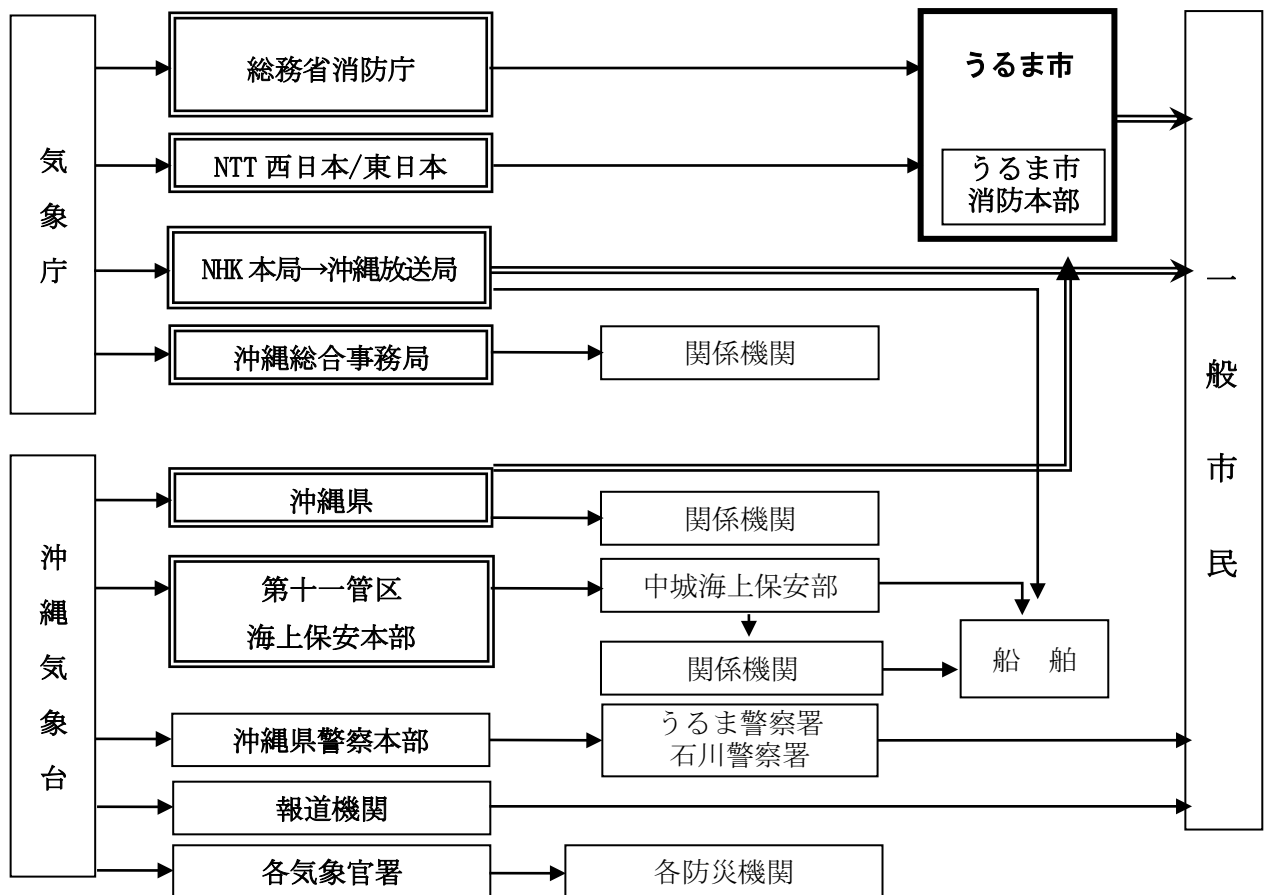 気象庁
総務省消防庁
NTT西日本/東日本
NHK本局→沖縄放送局
沖縄総合事務局
関係機関
うるま市
うるま市
消防本部
一般市民
沖縄気象台
沖縄県
関係機関
第十一管区
海上保安本部
中城海上保安部
関係機関
船　舶
沖縄県警察本部
うるま警察署
石川警察署
報道機関
各気象官署
各防災機関